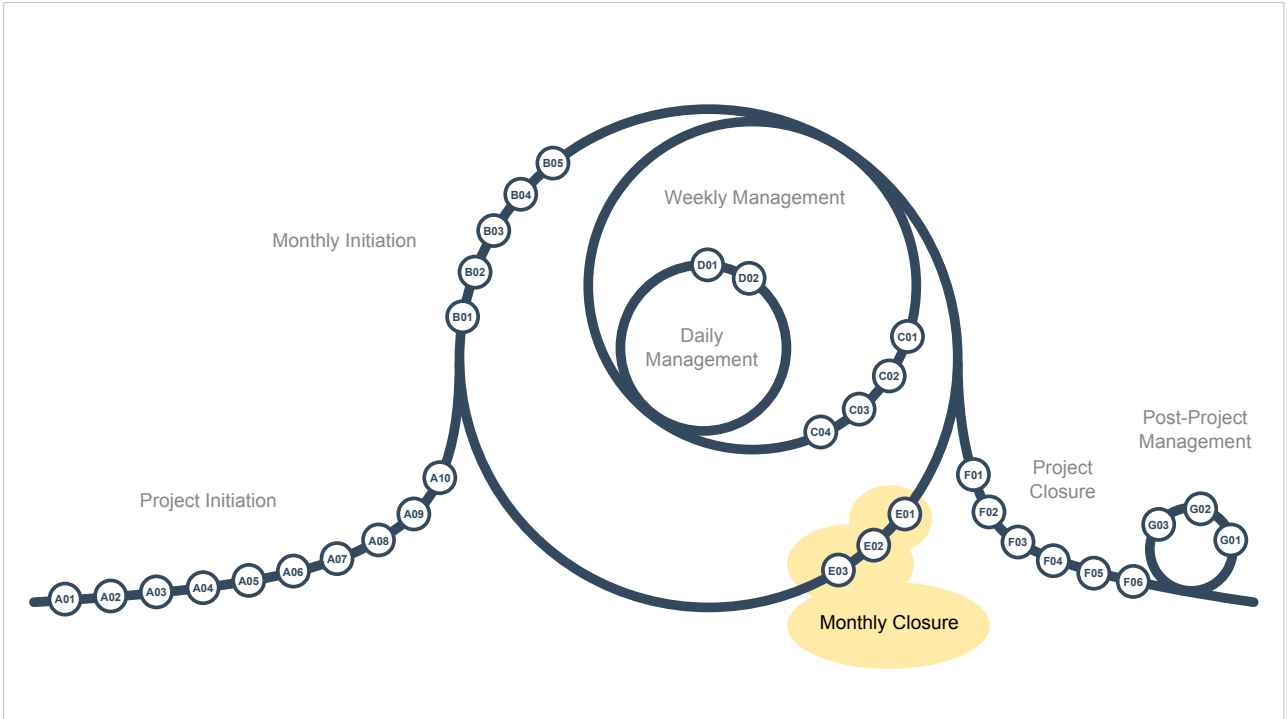 B05
B04
Weekly Management
B03
Monthly Initiation
D01
B02
D02
B01
Daily
Management
C01
C02
C03
Post-Project
Management
C04
Project
Closure
F01
A10
Project Initiation
G02
F02
E01
A09
G03
G01
A08
F03
E02
A07
F04
E03
A06
F05
A05
F06
A04
A03
A02
A01
Monthly Closure